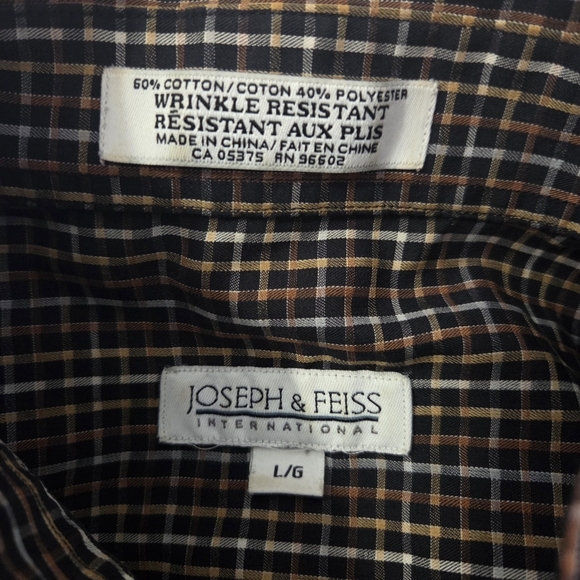 60% COTTON/COTON 40% POLYESTER
WRINKLE RESISTANT
RÉSISTANT AUX PLIS
MADE IN CHINA/FAIT EN CHINE
CA 05375 RN 96602
JOSEPH & FEISS
INTERNATIONAL
L/G